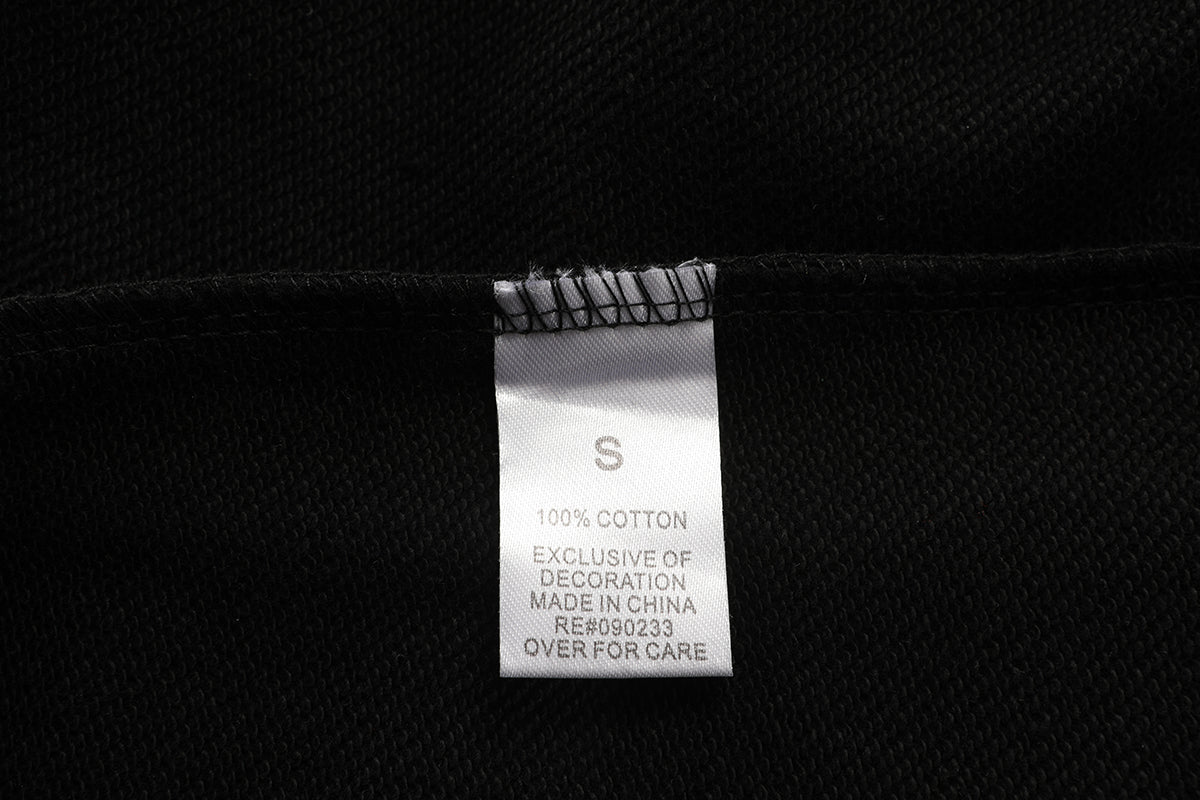 S
100% COTTON
EXCLUSIVE OF
DECORATION
MADE IN CHINA
RE#090233
OVER FOR CARE